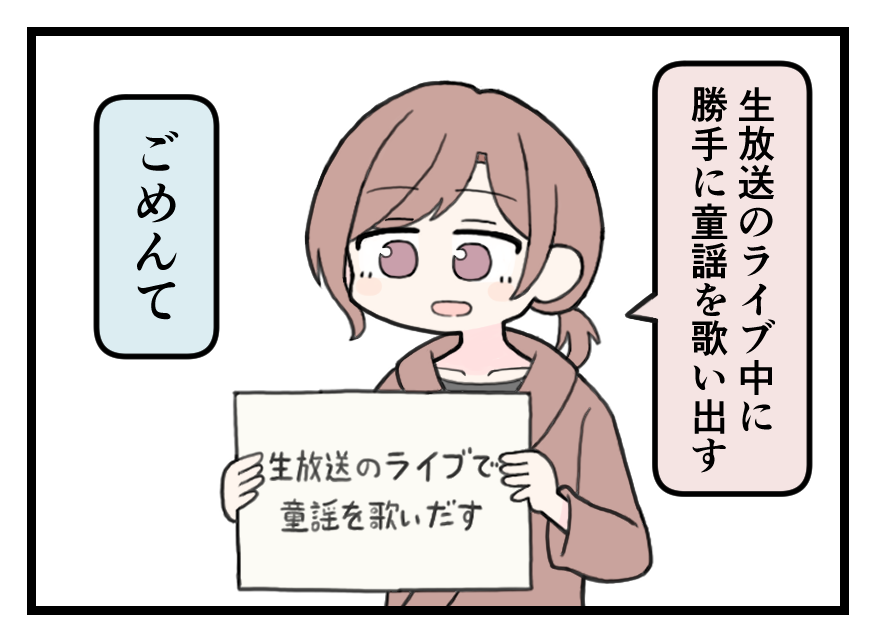 生放送のライブ中に
勝手に童謡を歌い出す
生放送のライブで
童謡を歌いだす
ごめんて